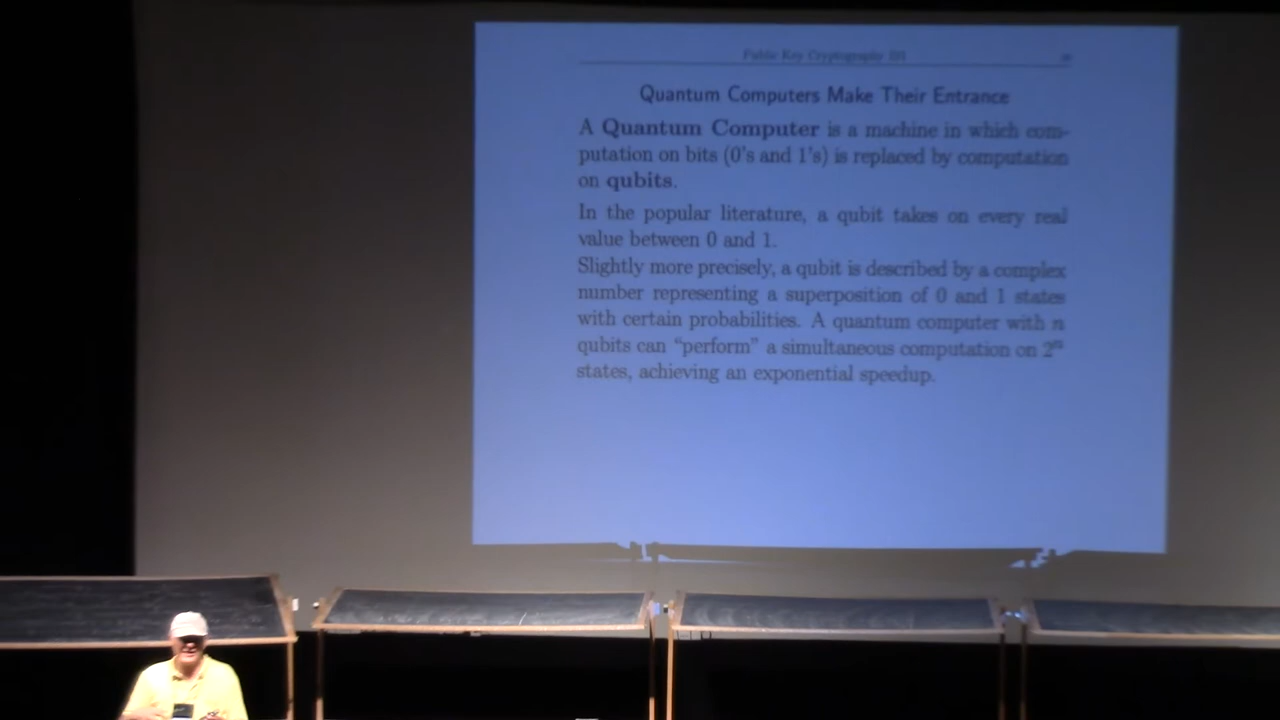 Public Key Cryptography III
Quantum Computers Make Their Entrance
A Quantum Computer is a machine in which com-
putation on bits (0's and 1's) is replaced by computation
on qubits.
In the popular literature, a qubit takes on every real
value between 0 and 1.
Slightly more precisely, a qubit is described by a complex
number representing a superposition of 0 and 1 states
with certain probabilities. A quantum computer with n
qubits can “perform” a simultaneous computation on 2ⁿ
states, achieving an exponential speedup.